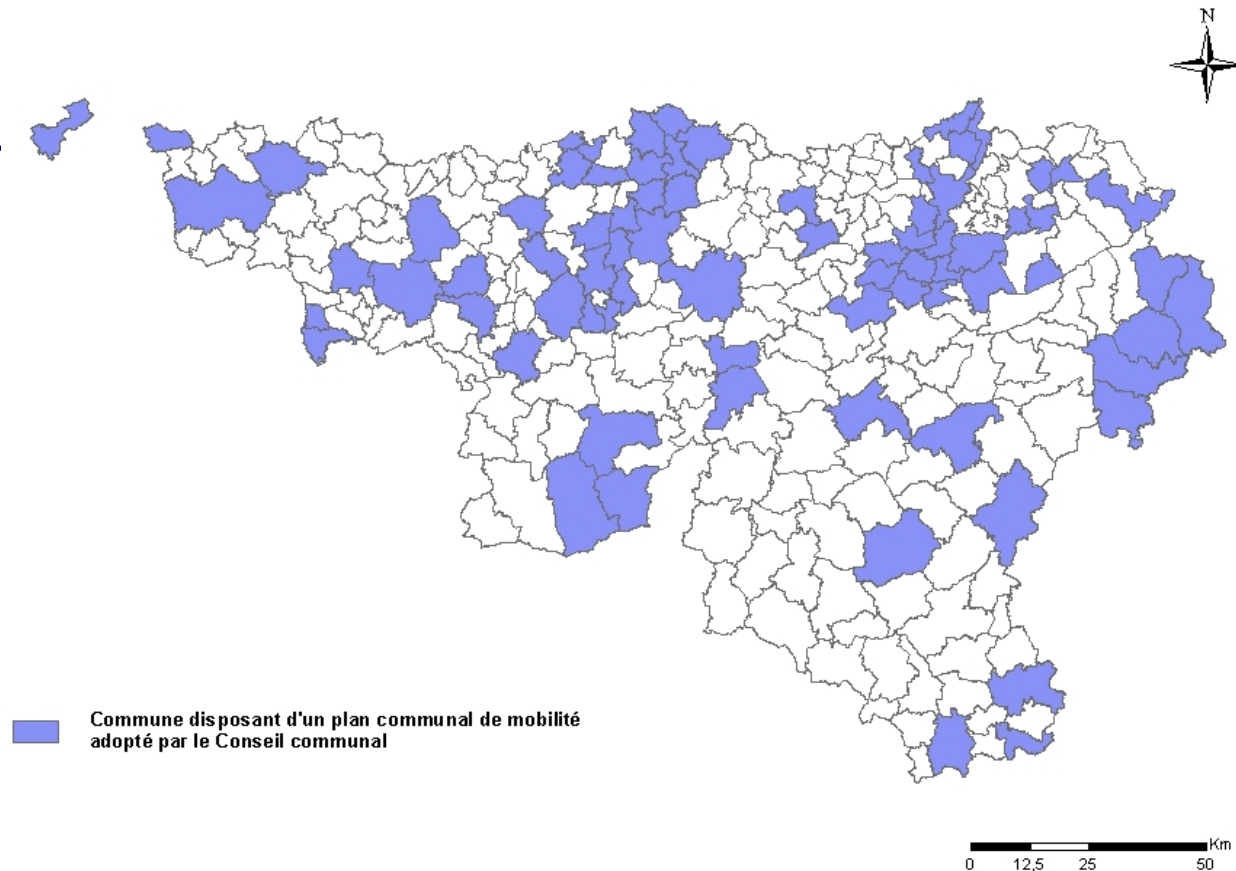 N
Commune disposant d'un plan communal de mobilité
adopté par le Conseil communal
Km
0 12,5 25 50